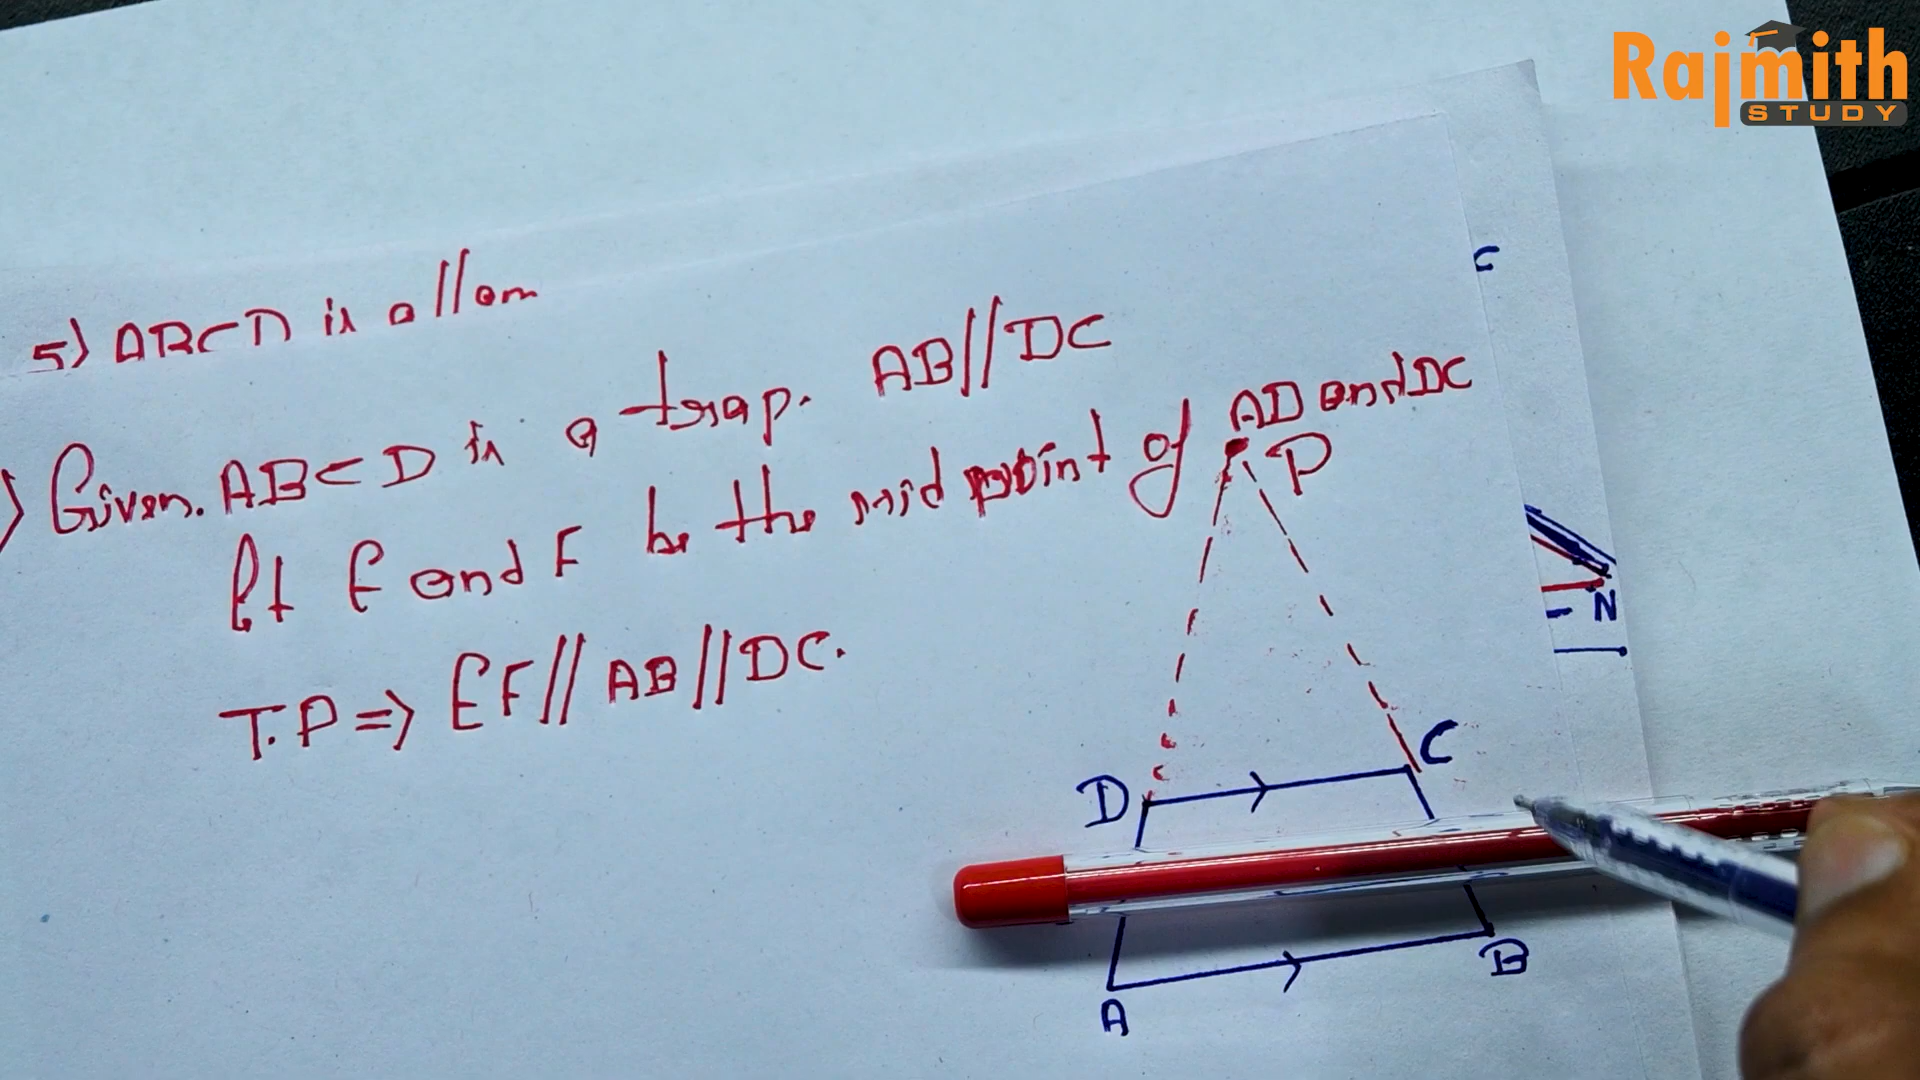 Rajmith
STUDY
5) ABCD is a ||am
) Given. ABCD is a trap. AB//DC
let E and F be the mid point of AD and DC
T.P => EF//AB//DC.
P
D
C
A
B
N